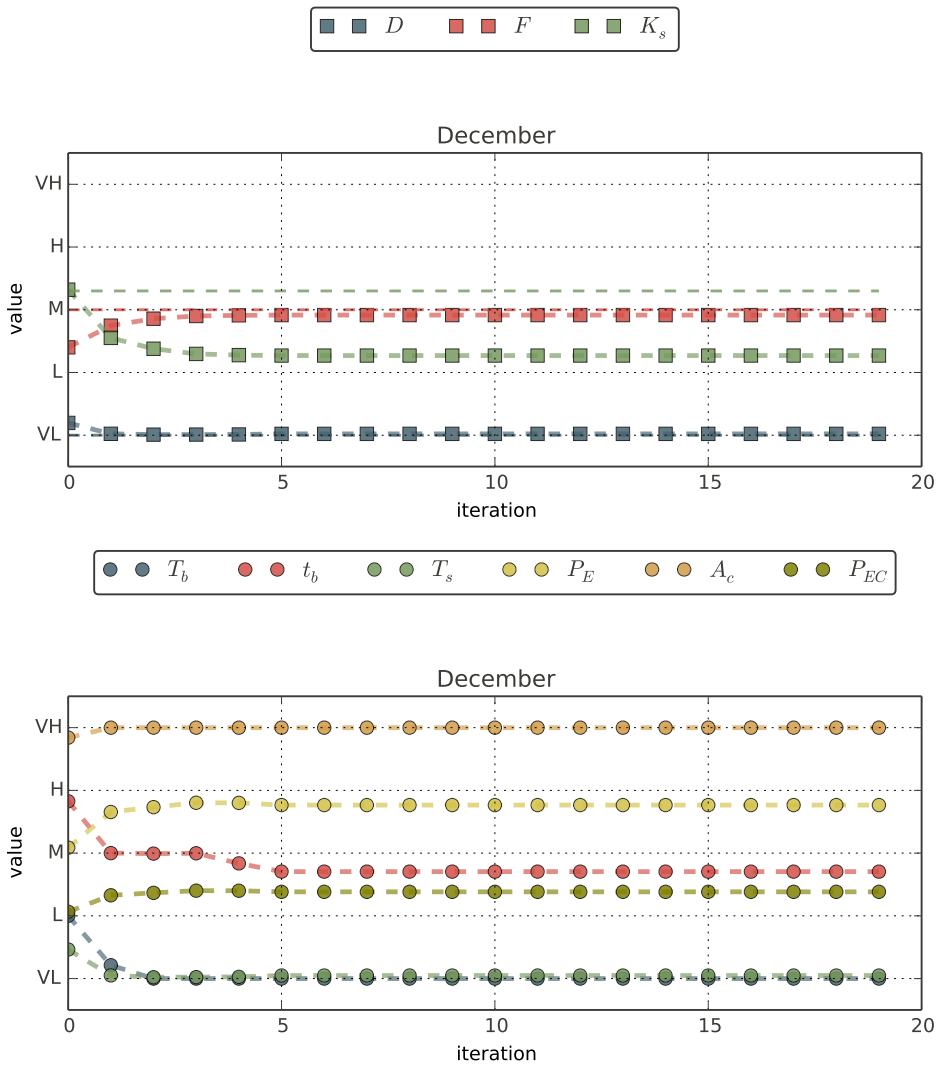 D F K_s
December
VH
H
M
L
VL
value
0 5 10 15 20
iteration
T_b t_b T_s P_E A_c P_EC
December
VH
H
M
L
VL
value
0 5 10 15 20
iteration